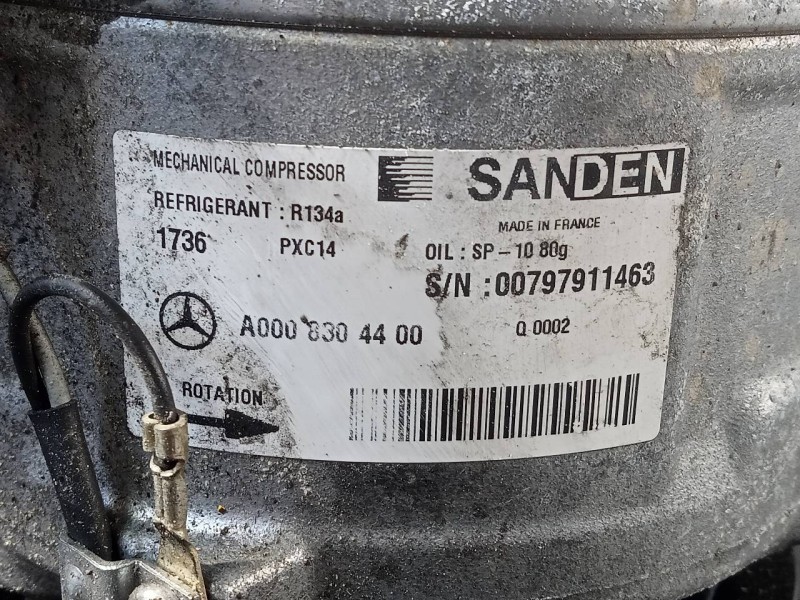 MECHANICAL COMPRESSOR
SANDEN
REFRIGERANT : R134a
MADE IN FRANCE
1736 PXC14 OIL : SP-10 80g
S/N : 00797911463
A000 830 44 00 Q 0002
ROTATION